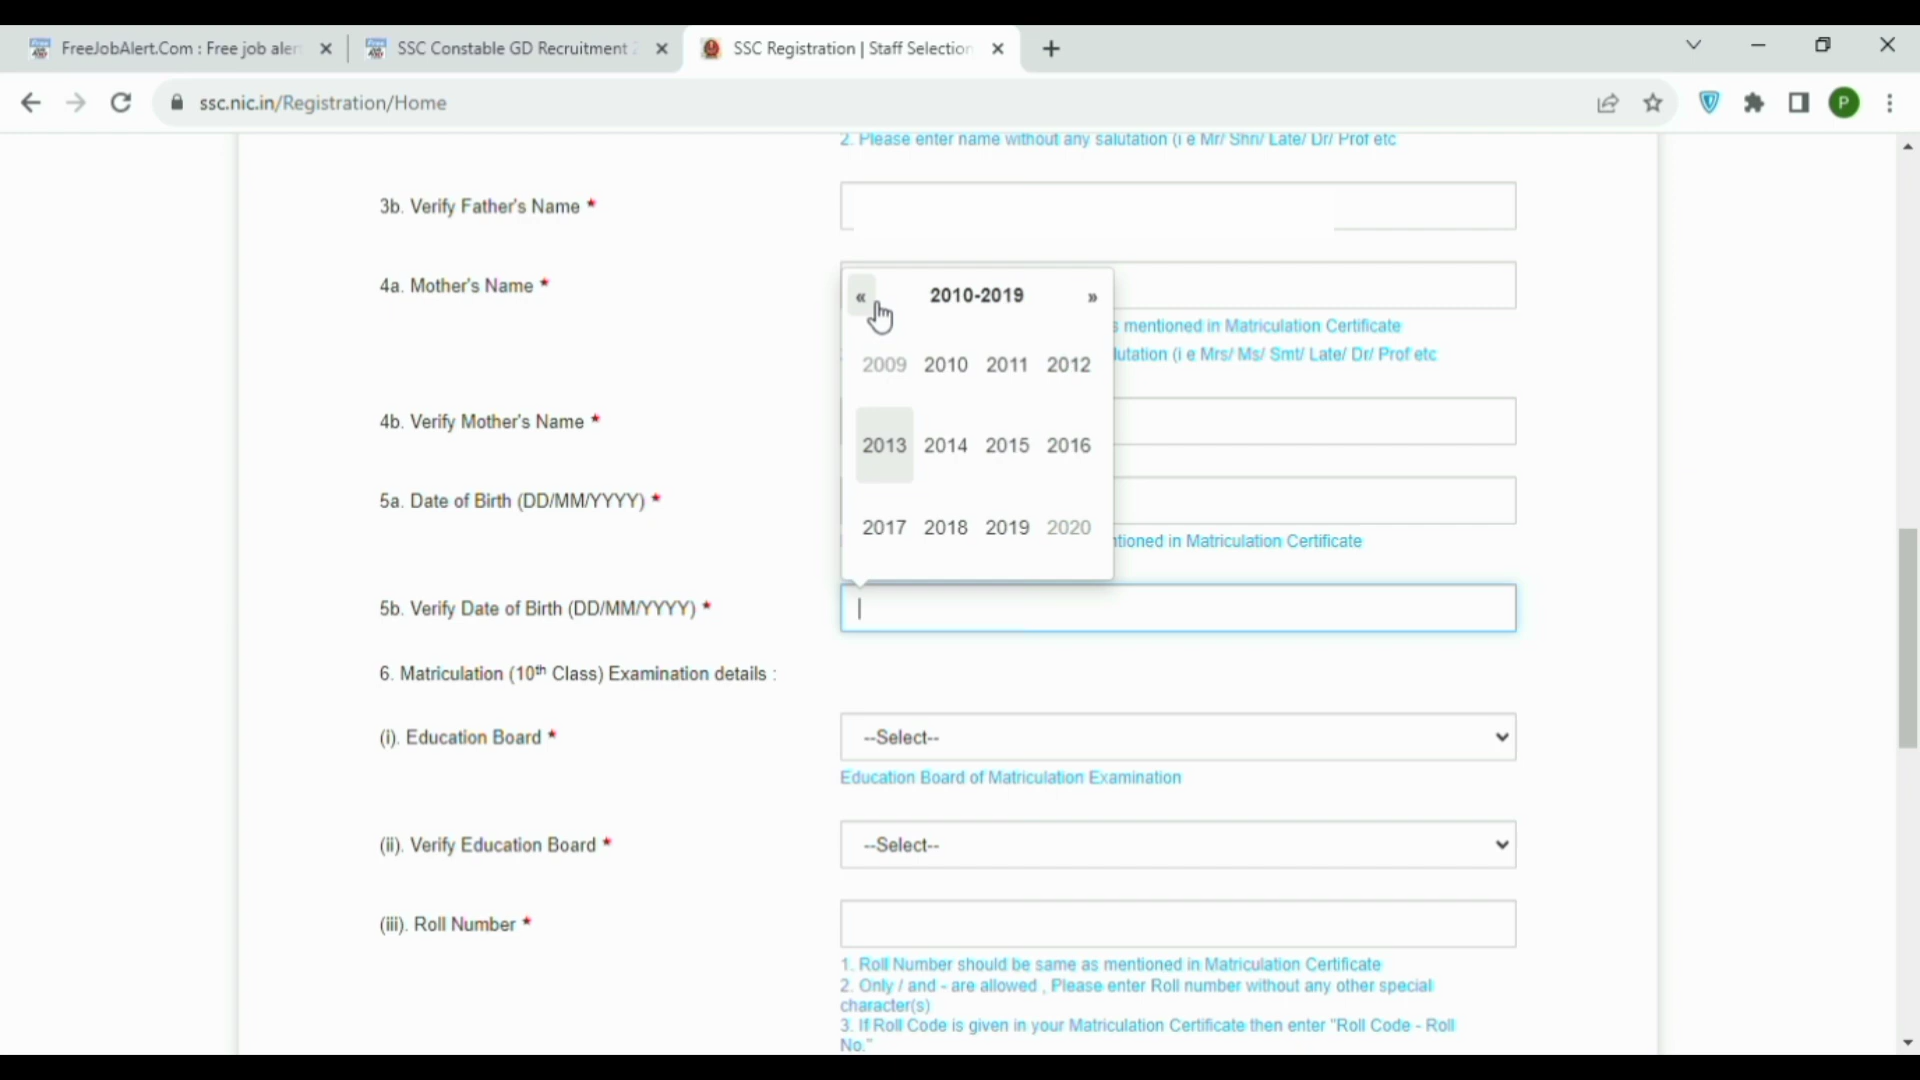 FreeJobAlert.Com : Free job aler
SSC Constable GD Recruitment 2
SSC Registration | Staff Selection
ssc.nic.in/Registration/Home
P
2. Please enter name without any salutation (i e Mr/ Shri/ Late/ Dr/ Prof etc
3b. Verify Father's Name *
4a. Mother's Name *
« 2010-2019 »
s mentioned in Matriculation Certificate
lutation (i e Mrs/ Ms/ Smt/ Late/ Dr/ Prof etc
2009 2010 2011 2012
4b. Verify Mother's Name *
2013 2014 2015 2016
5a. Date of Birth (DD/MM/YYYY) *
2017 2018 2019 2020
ntioned in Matriculation Certificate
5b. Verify Date of Birth (DD/MM/YYYY) *
6. Matriculation (10th Class) Examination details :
(i). Education Board *
--Select--
Education Board of Matriculation Examination
(ii). Verify Education Board *
--Select--
(iii). Roll Number *
1. Roll Number should be same as mentioned in Matriculation Certificate
2. Only / and - are allowed , Please enter Roll number without any other special
character(s)
3. If Roll Code is given in your Matriculation Certificate then enter "Roll Code - Roll
No."